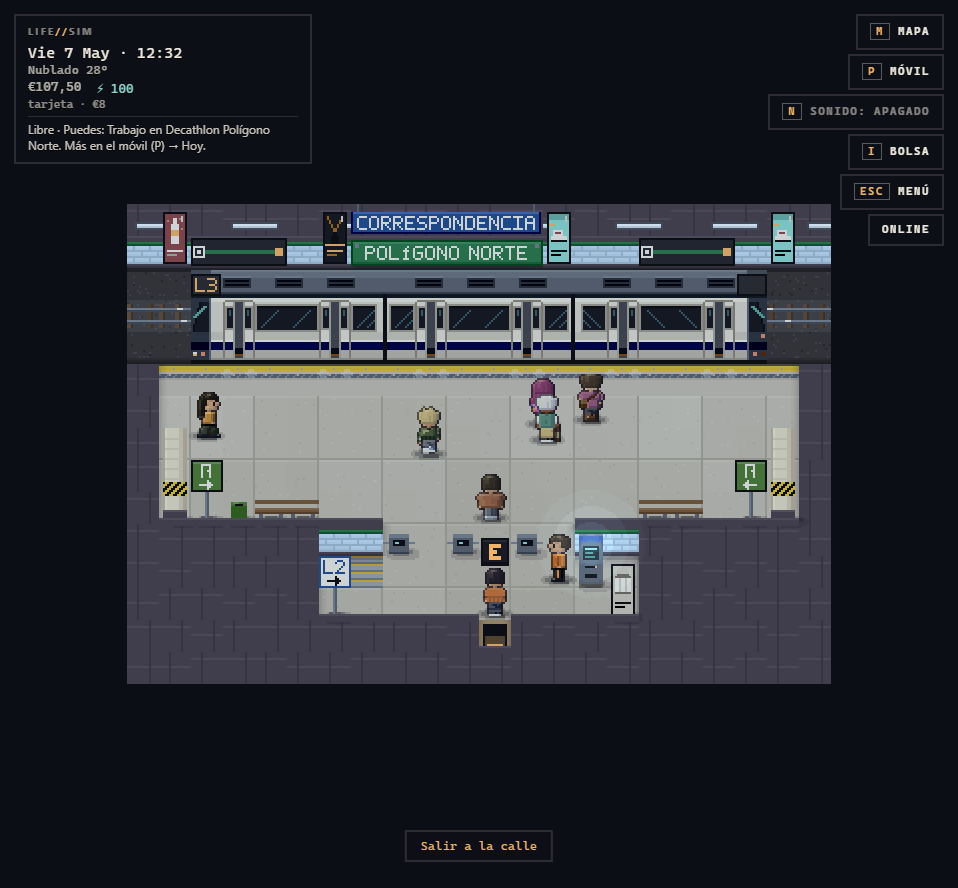 LIFE//SIM
Vie 7 May · 12:32
Nublado 28º
€107,50 ⚡ 100
tarjeta · €8
Libre · Puedes: Trabajo en Decathlon Polígono
Norte. Más en el móvil (P) → Hoy.
M MAPA
P MÓVIL
N SONIDO: APAGADO
I BOLSA
ESC MENÚ
ONLINE
CORRESPONDENCIA
POLíGONO NORTE
L3
E
L2
Salir a la calle